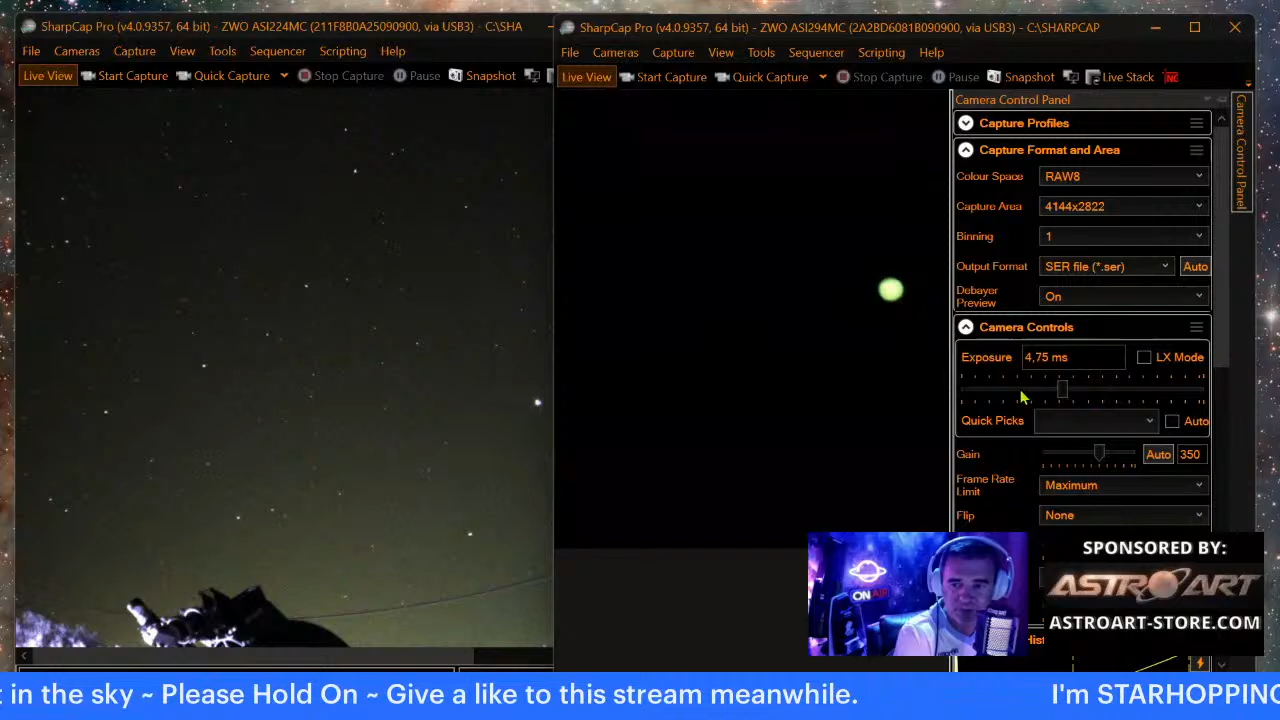 SharpCap Pro (v4.0.9357, 64 bit) - ZWO ASI224MC (211F8B0A25090900, via USB3) - C:\SHA
File Cameras Capture View Tools Sequencer Scripting Help
Live View Start Capture Quick Capture Stop Capture Pause Snapshot
SharpCap Pro (v4.0.9357, 64 bit) - ZWO ASI294MC (2A2BD6081B090900, via USB3) - C:\SHARPCAP
File Cameras Capture View Tools Sequencer Scripting Help
Live View Start Capture Quick Capture Stop Capture Pause Snapshot Live Stack NC
Camera Control Panel
Camera Control Panel
Capture Profiles
Capture Format and Area
Colour Space RAW8
Capture Area 4144x2822
Binning 1
Output Format SER file (*.ser) Auto
Debayer Preview On
Camera Controls
Exposure 4,75 ms LX Mode
Quick Picks Auto
Gain Auto 350
Frame Rate Limit Maximum
Flip None
ON AIR
SPONSORED BY:
ASTROART
ASTROART-STORE.COM
Hist
t in the sky ~ Please Hold On ~ Give a like to this stream meanwhile. I'm STARHOPPING